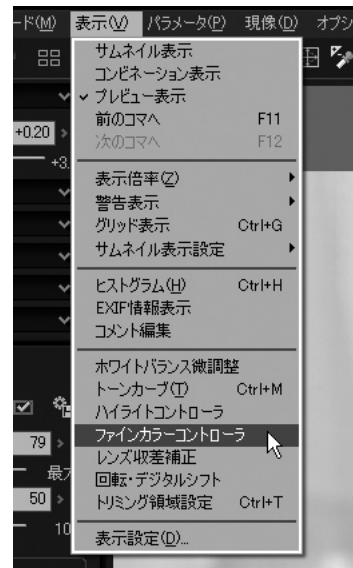 ード(M) 表示(V) パラメータ(P) 現像(D) オプシ
サムネイル表示
コンビネーション表示
✓ プレビュー表示
前のコマへ F11
次のコマへ F12
+0.20
+3.
表示倍率(Z)
警告表示
グリッド表示 Ctrl+G
サムネイル表示設定
ヒストグラム(H) Ctrl+H
EXIF情報表示
コメント編集
ホワイトバランス微調整
トーンカーブ(T) Ctrl+M
ハイライトコントローラ
ファインカラーコントローラ
79
レンズ収差補正
最大
回転・デジタルシフト
50
トリミング領域設定 Ctrl+T
10
表示設定(D)...